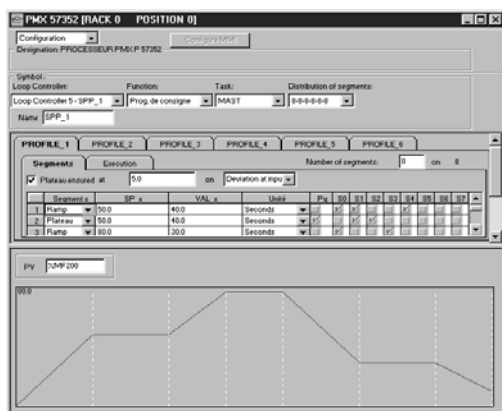 PMX 57352 [RACK 0 POSITION 0]
Configuration
Configure MMI
Designation: PROCESSEUR PMX P 57352
Symbol:
Loop Controller: Function: Task: Distribution of segments:
Loop Controller 5 - SPP_1 Prog. de consigne MAST 8-8-8-8-8-8
Name SPP_1
PROFILE_1 PROFILE_2 PROFILE_3 PROFILE_4 PROFILE_5 PROFILE_6
Segments Execution Number of segments: 8 on 8
Plateau ensured at 5.0 on Deviation at inpu
Segment s SP s VAL s Unité Pg S0 S1 S2 S3 S4 S5 S6 S7
1 Ramp 50.0 40.0 Seconds
2 Plateau 50.0 40.0 Seconds
3 Ramp 80.0 30.0 Seconds
PV %MF200
80.0